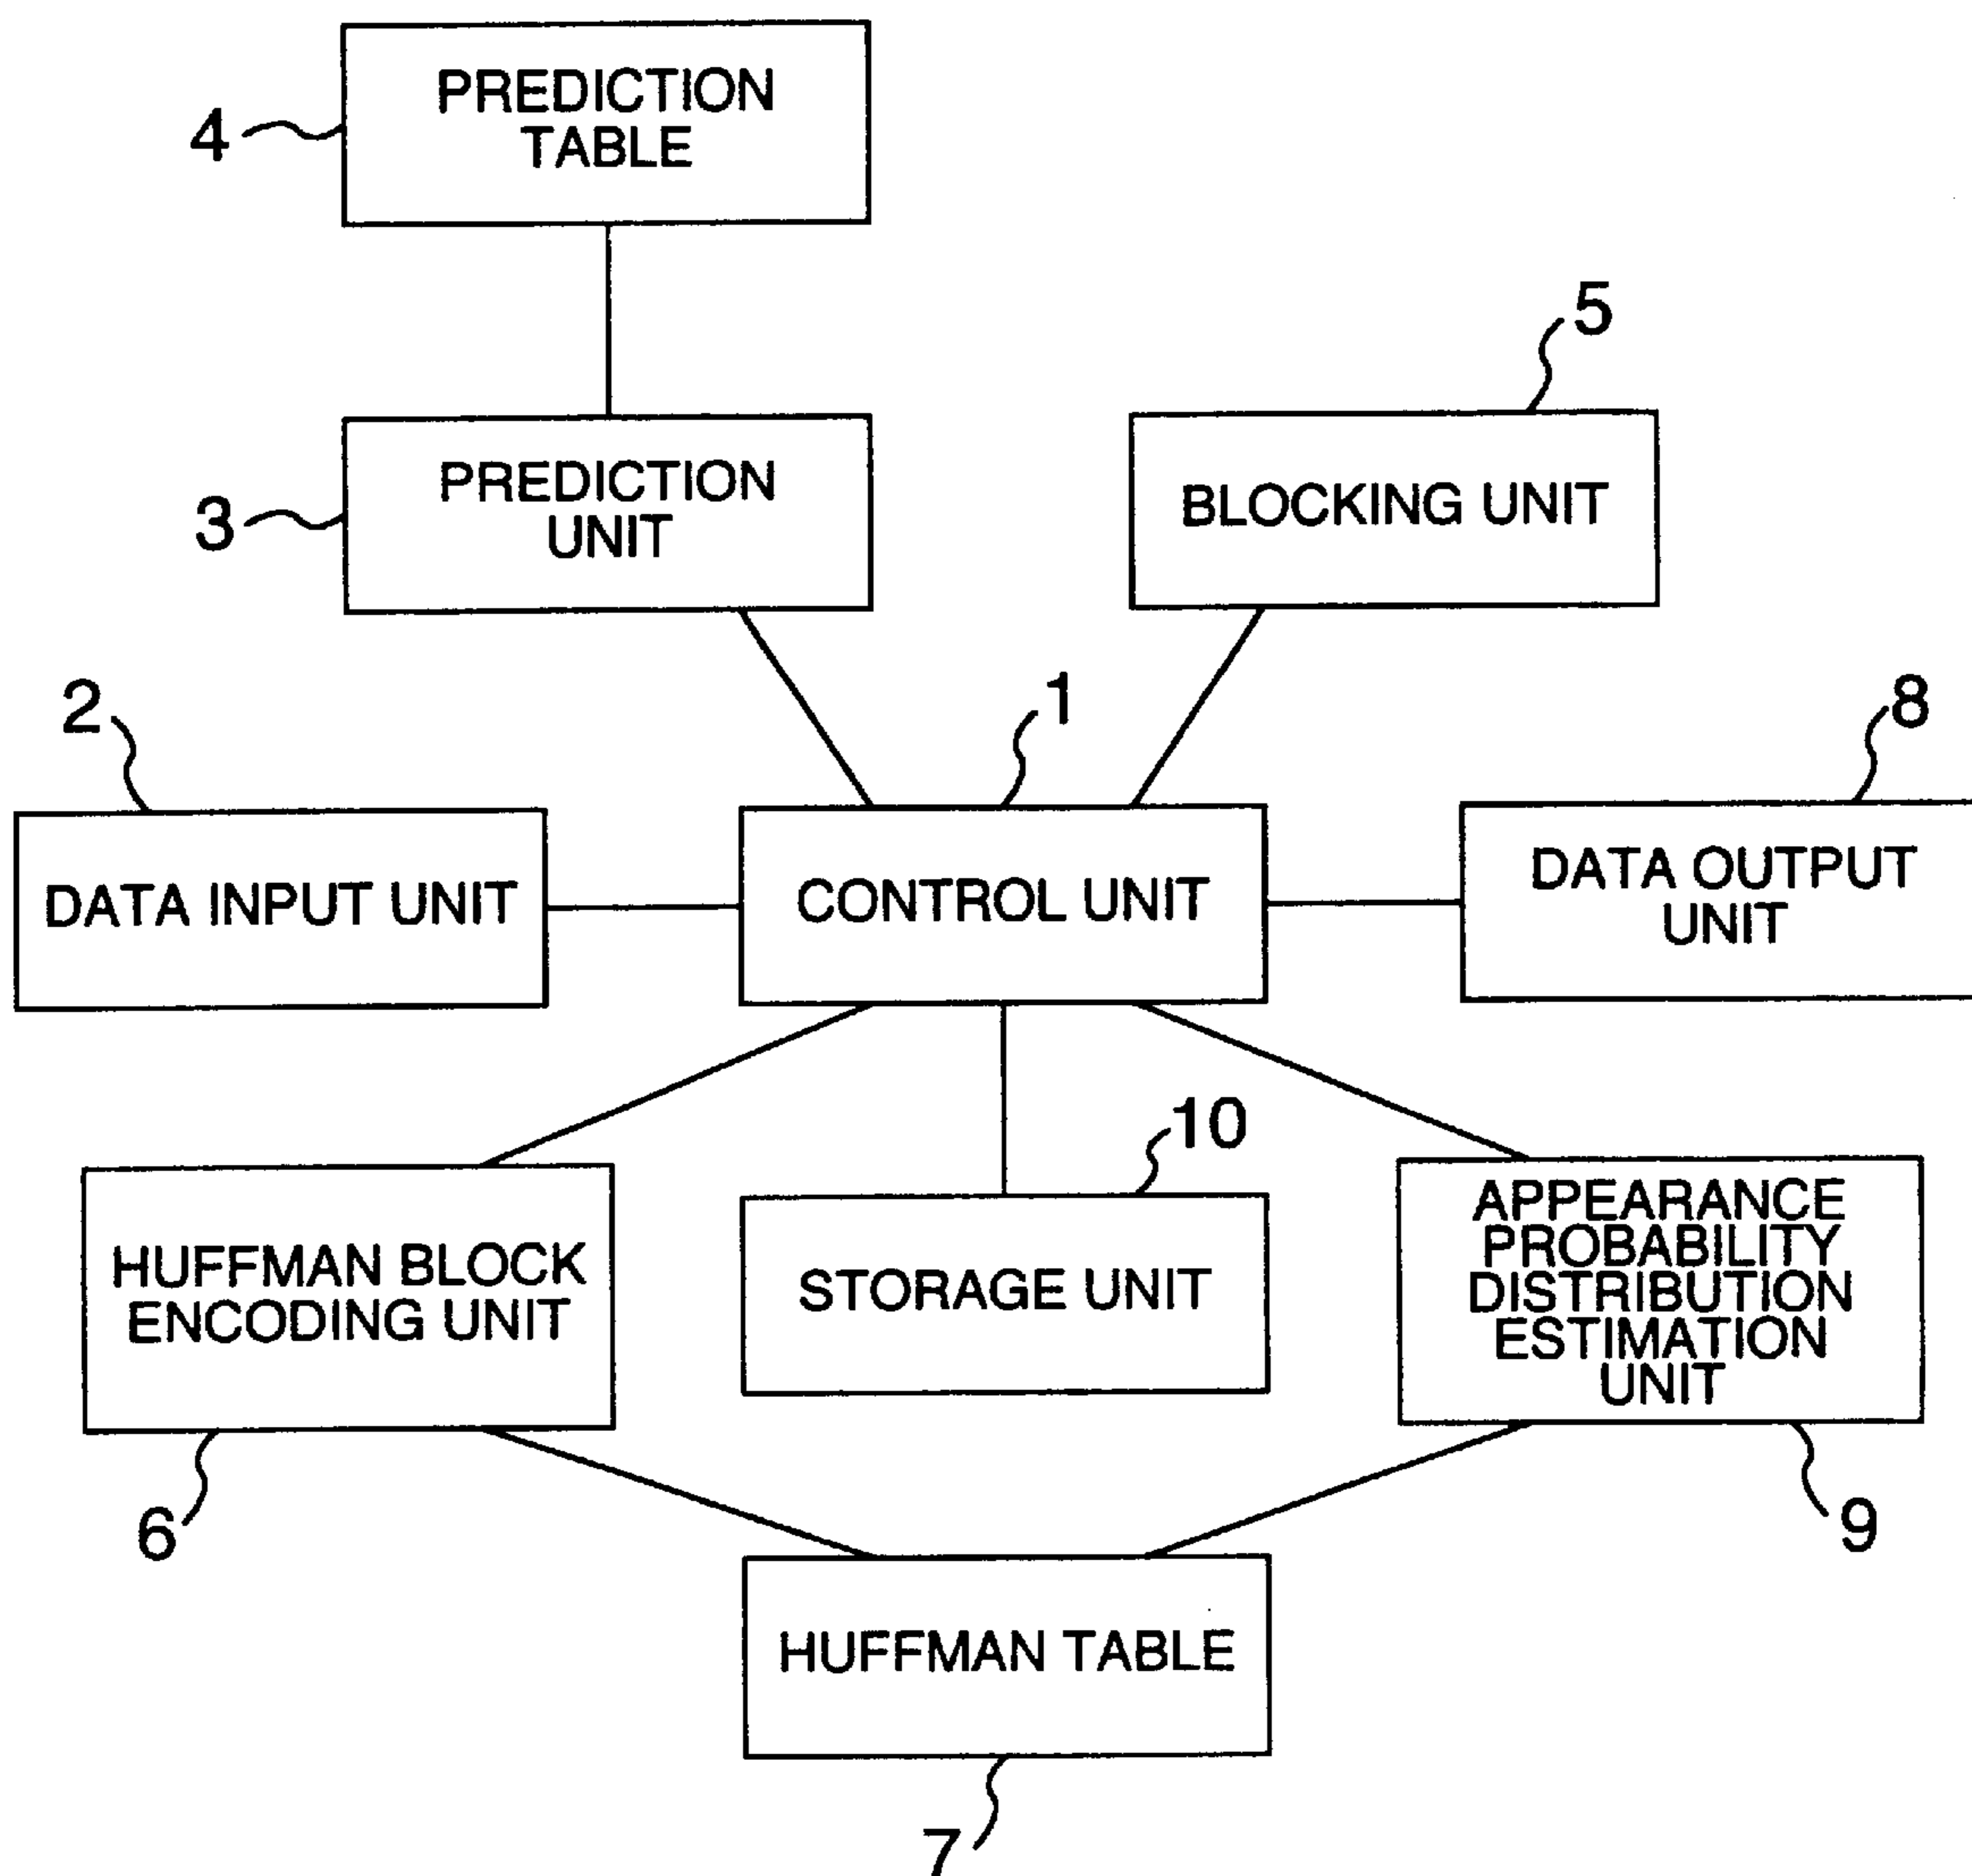 PREDICTION
TABLE
4
5
PREDICTION
UNIT
3
BLOCKING UNIT
2
1
8
DATA INPUT UNIT
CONTROL UNIT
DATA OUTPUT
UNIT
10
HUFFMAN BLOCK
ENCODING UNIT
STORAGE UNIT
APPEARANCE
PROBABILITY
DISTRIBUTION
ESTIMATION
UNIT
6
9
HUFFMAN TABLE
7